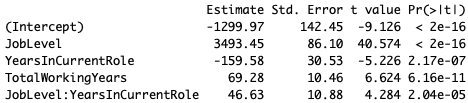 Estimate Std. Error t value Pr(>|t|)
(Intercept) -1299.97 142.45 -9.126 < 2e-16
JobLevel 3493.45 86.10 40.574 < 2e-16
YearsInCurrentRole -159.58 30.53 -5.226 2.17e-07
TotalWorkingYears 69.28 10.46 6.624 6.16e-11
JobLevel:YearsInCurrentRole 46.63 10.88 4.284 2.04e-05